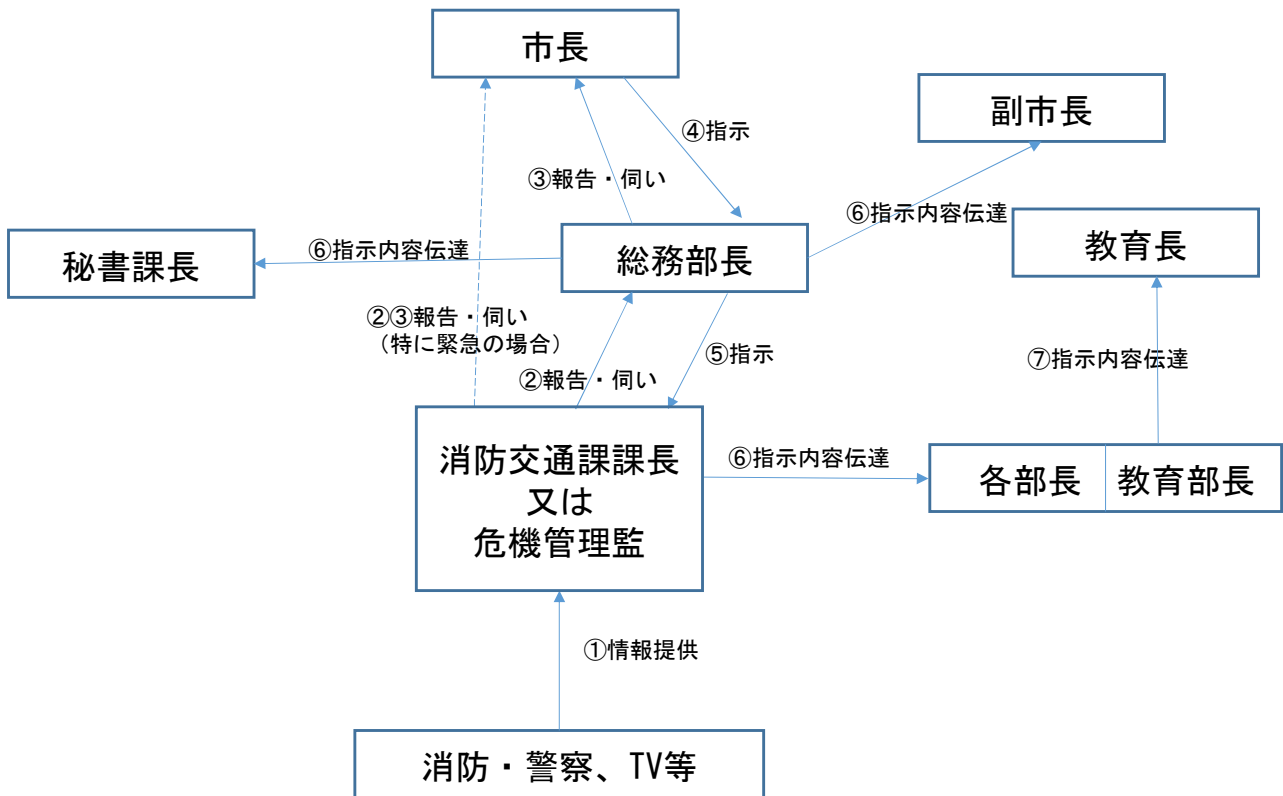 市長
副市長
④指示
③報告・伺い
⑥指示内容伝達
教育長
秘書課長
⑥指示内容伝達
総務部長
②③報告・伺い
（特に緊急の場合）
⑤指示
⑦指示内容伝達
②報告・伺い
消防交通課課長
又は
危機管理監
⑥指示内容伝達
各部長
教育部長
①情報提供
消防・警察、TV等